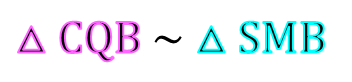 △ CQB ~ △ SMB